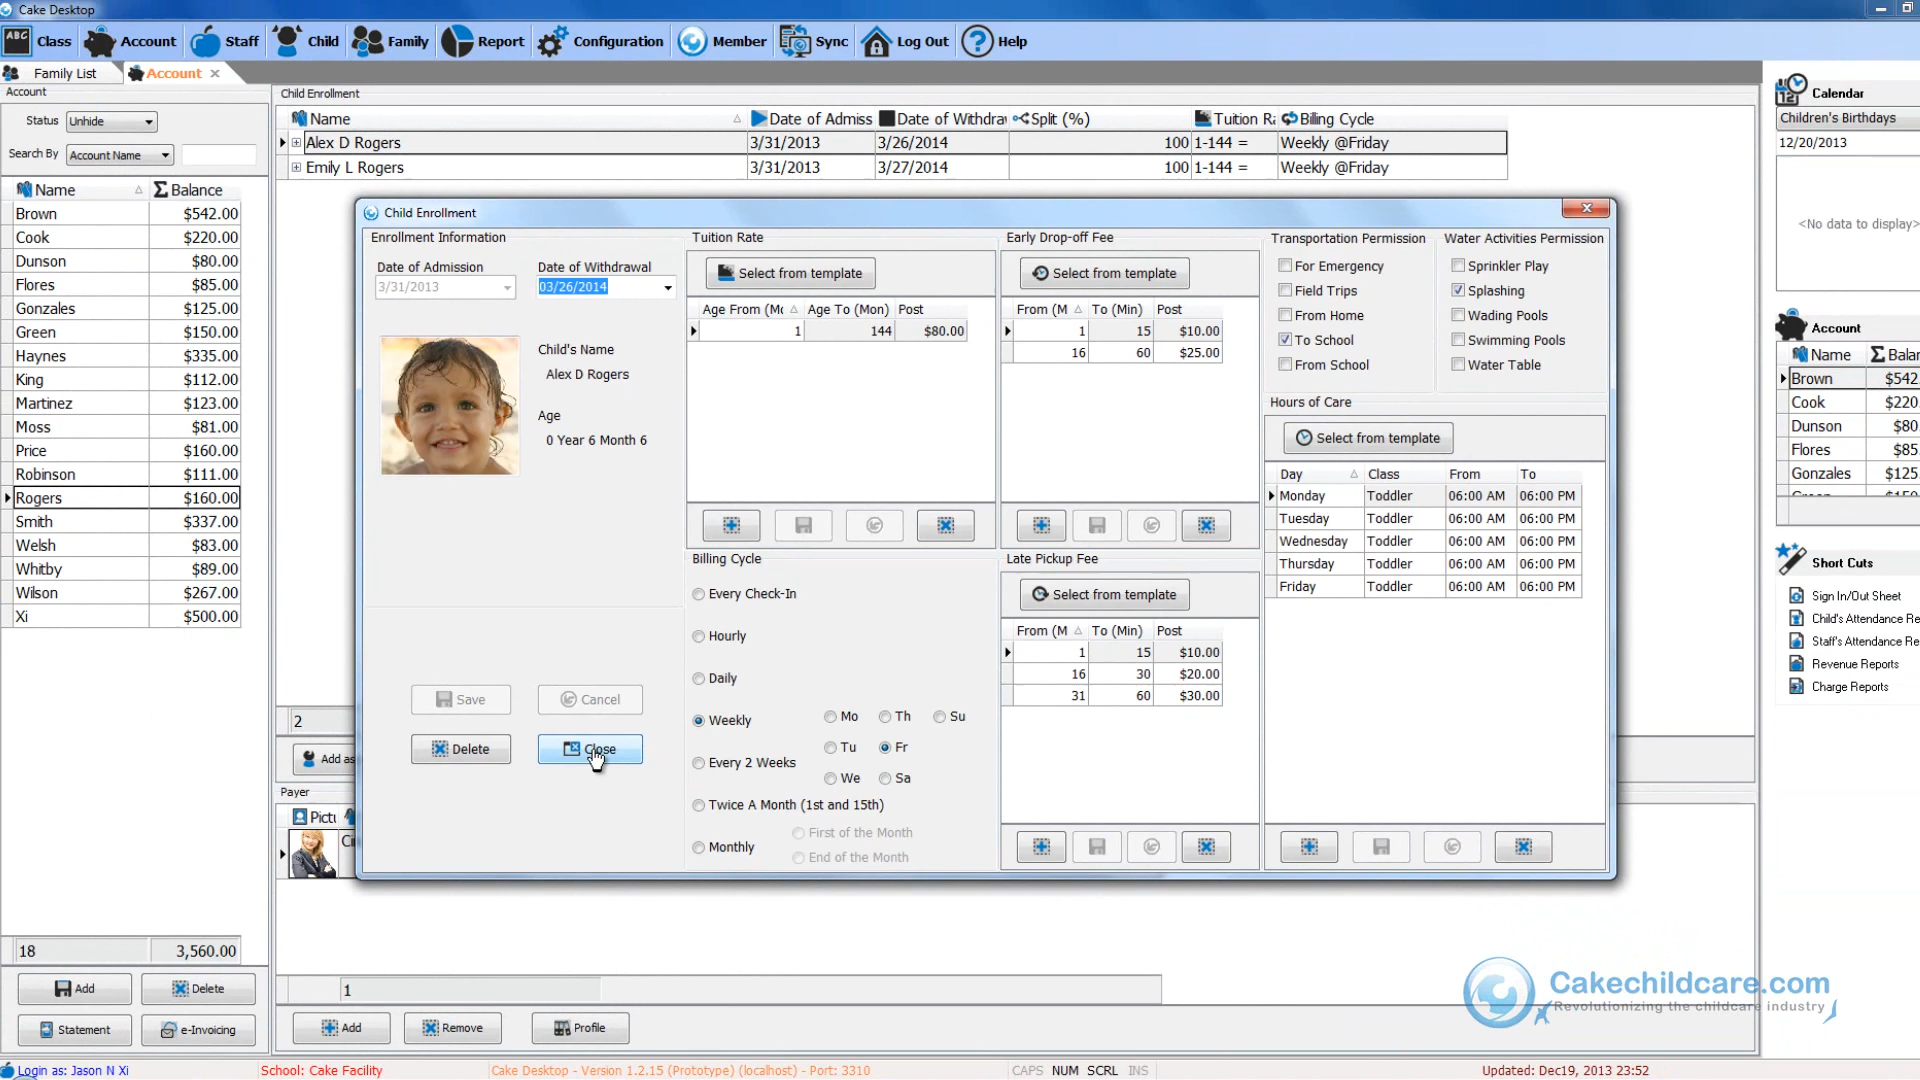 Cake Desktop
ABC Class Account Staff Child Family Report Configuration Member Sync Log Out Help
Family List Account
Account
Status Unhide
Search By Account Name
Name Balance
Brown $542.00
Cook $220.00
Dunson $80.00
Flores $85.00
Gonzales $125.00
Green $150.00
Haynes $335.00
King $112.00
Martinez $123.00
Moss $81.00
Price $160.00
Robinson $111.00
Rogers $160.00
Smith $337.00
Welsh $83.00
Whitby $89.00
Wilson $267.00
Xi $500.00
18 3,560.00
Add Delete
Statement e-Invoicing
Child Enrollment
Name Date of Admiss Date of Withdraw Split (%) Tuition Ra Billing Cycle
Alex D Rogers 3/31/2013 3/26/2014 100 1-144 = Weekly @Friday
Emily L Rogers 3/31/2013 3/27/2014 100 1-144 = Weekly @Friday
2
Add as
Payer
Pict
Ci
1
Add Remove Profile
Child Enrollment
Enrollment Information
Date of Admission Date of Withdrawal
3/31/2013 03/26/2014
Child's Name
Alex D Rogers
Age
0 Year 6 Month 6
Save Cancel
Delete Close
Tuition Rate
Select from template
Age From (Mo Age To (Mon) Post
1 144 $80.00
Billing Cycle
Every Check-In
Hourly
Daily
Weekly Mo Th Su
Tu Fr
Every 2 Weeks
We Sa
Twice A Month (1st and 15th)
First of the Month
Monthly
End of the Month
Early Drop-off Fee
Select from template
From (M To (Min) Post
1 15 $10.00
16 60 $25.00
Late Pickup Fee
Select from template
From (M To (Min) Post
1 15 $10.00
16 30 $20.00
31 60 $30.00
Transportation Permission
For Emergency
Field Trips
From Home
To School
From School
Water Activities Permission
Sprinkler Play
Splashing
Wading Pools
Swimming Pools
Water Table
Hours of Care
Select from template
Day Class From To
Monday Toddler 06:00 AM 06:00 PM
Tuesday Toddler 06:00 AM 06:00 PM
Wednesday Toddler 06:00 AM 06:00 PM
Thursday Toddler 06:00 AM 06:00 PM
Friday Toddler 06:00 AM 06:00 PM
12 Calendar
Children's Birthdays
12/20/2013
<No data to display>
Account
Name Balar
Brown $542.
Cook $220.
Dunson $80.
Flores $85.
Gonzales $125.
Short Cuts
Sign In/Out Sheet
Child's Attendance Re
Staff's Attendance Re
Revenue Reports
Charge Reports
Cakechildcare.com
Revolutionizing the childcare industry
Login as: Jason N Xi School: Cake Facility Cake Desktop - Version 1.2.15 (Prototype) (localhost) - Port: 3310 CAPS NUM SCRL INS Updated: Dec19, 2013 23:52